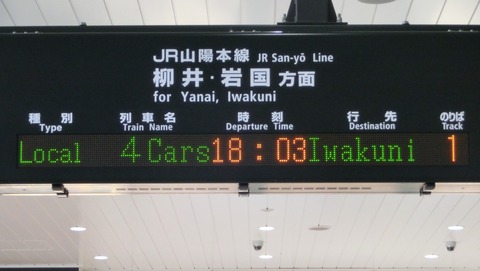 JR山陽本線 JR San-yō Line
柳井・岩国 方面
for Yanai, Iwakuni
種別 列車名 時刻 行先 のりば
Type Train Name Departure Time Destination Track
Local 4 Cars 18:03 Iwakuni 1